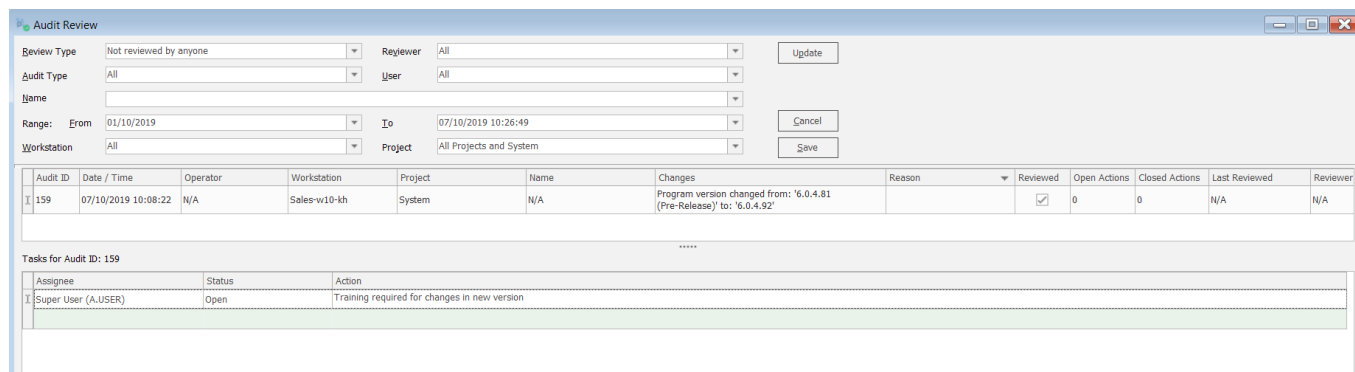 Audit Review
Review Type Not reviewed by anyone Reviewer All Update
Audit Type All User All
Name
Range: From 01/10/2019 To 07/10/2019 10:26:49 Cancel
Workstation All Project All Projects and System Save
Audit ID Date / Time Operator Workstation Project Name Changes Reason Reviewed Open Actions Closed Actions Last Reviewed Reviewer
159 07/10/2019 10:08:22 N/A Sales-w10-kh System N/A Program version changed from: '6.0.4.81 0 0 N/A N/A
(Pre-Release)' to: '6.0.4.92'
Tasks for Audit ID: 159
Assignee Status Action
Super User (A.USER) Open Training required for changes in new version